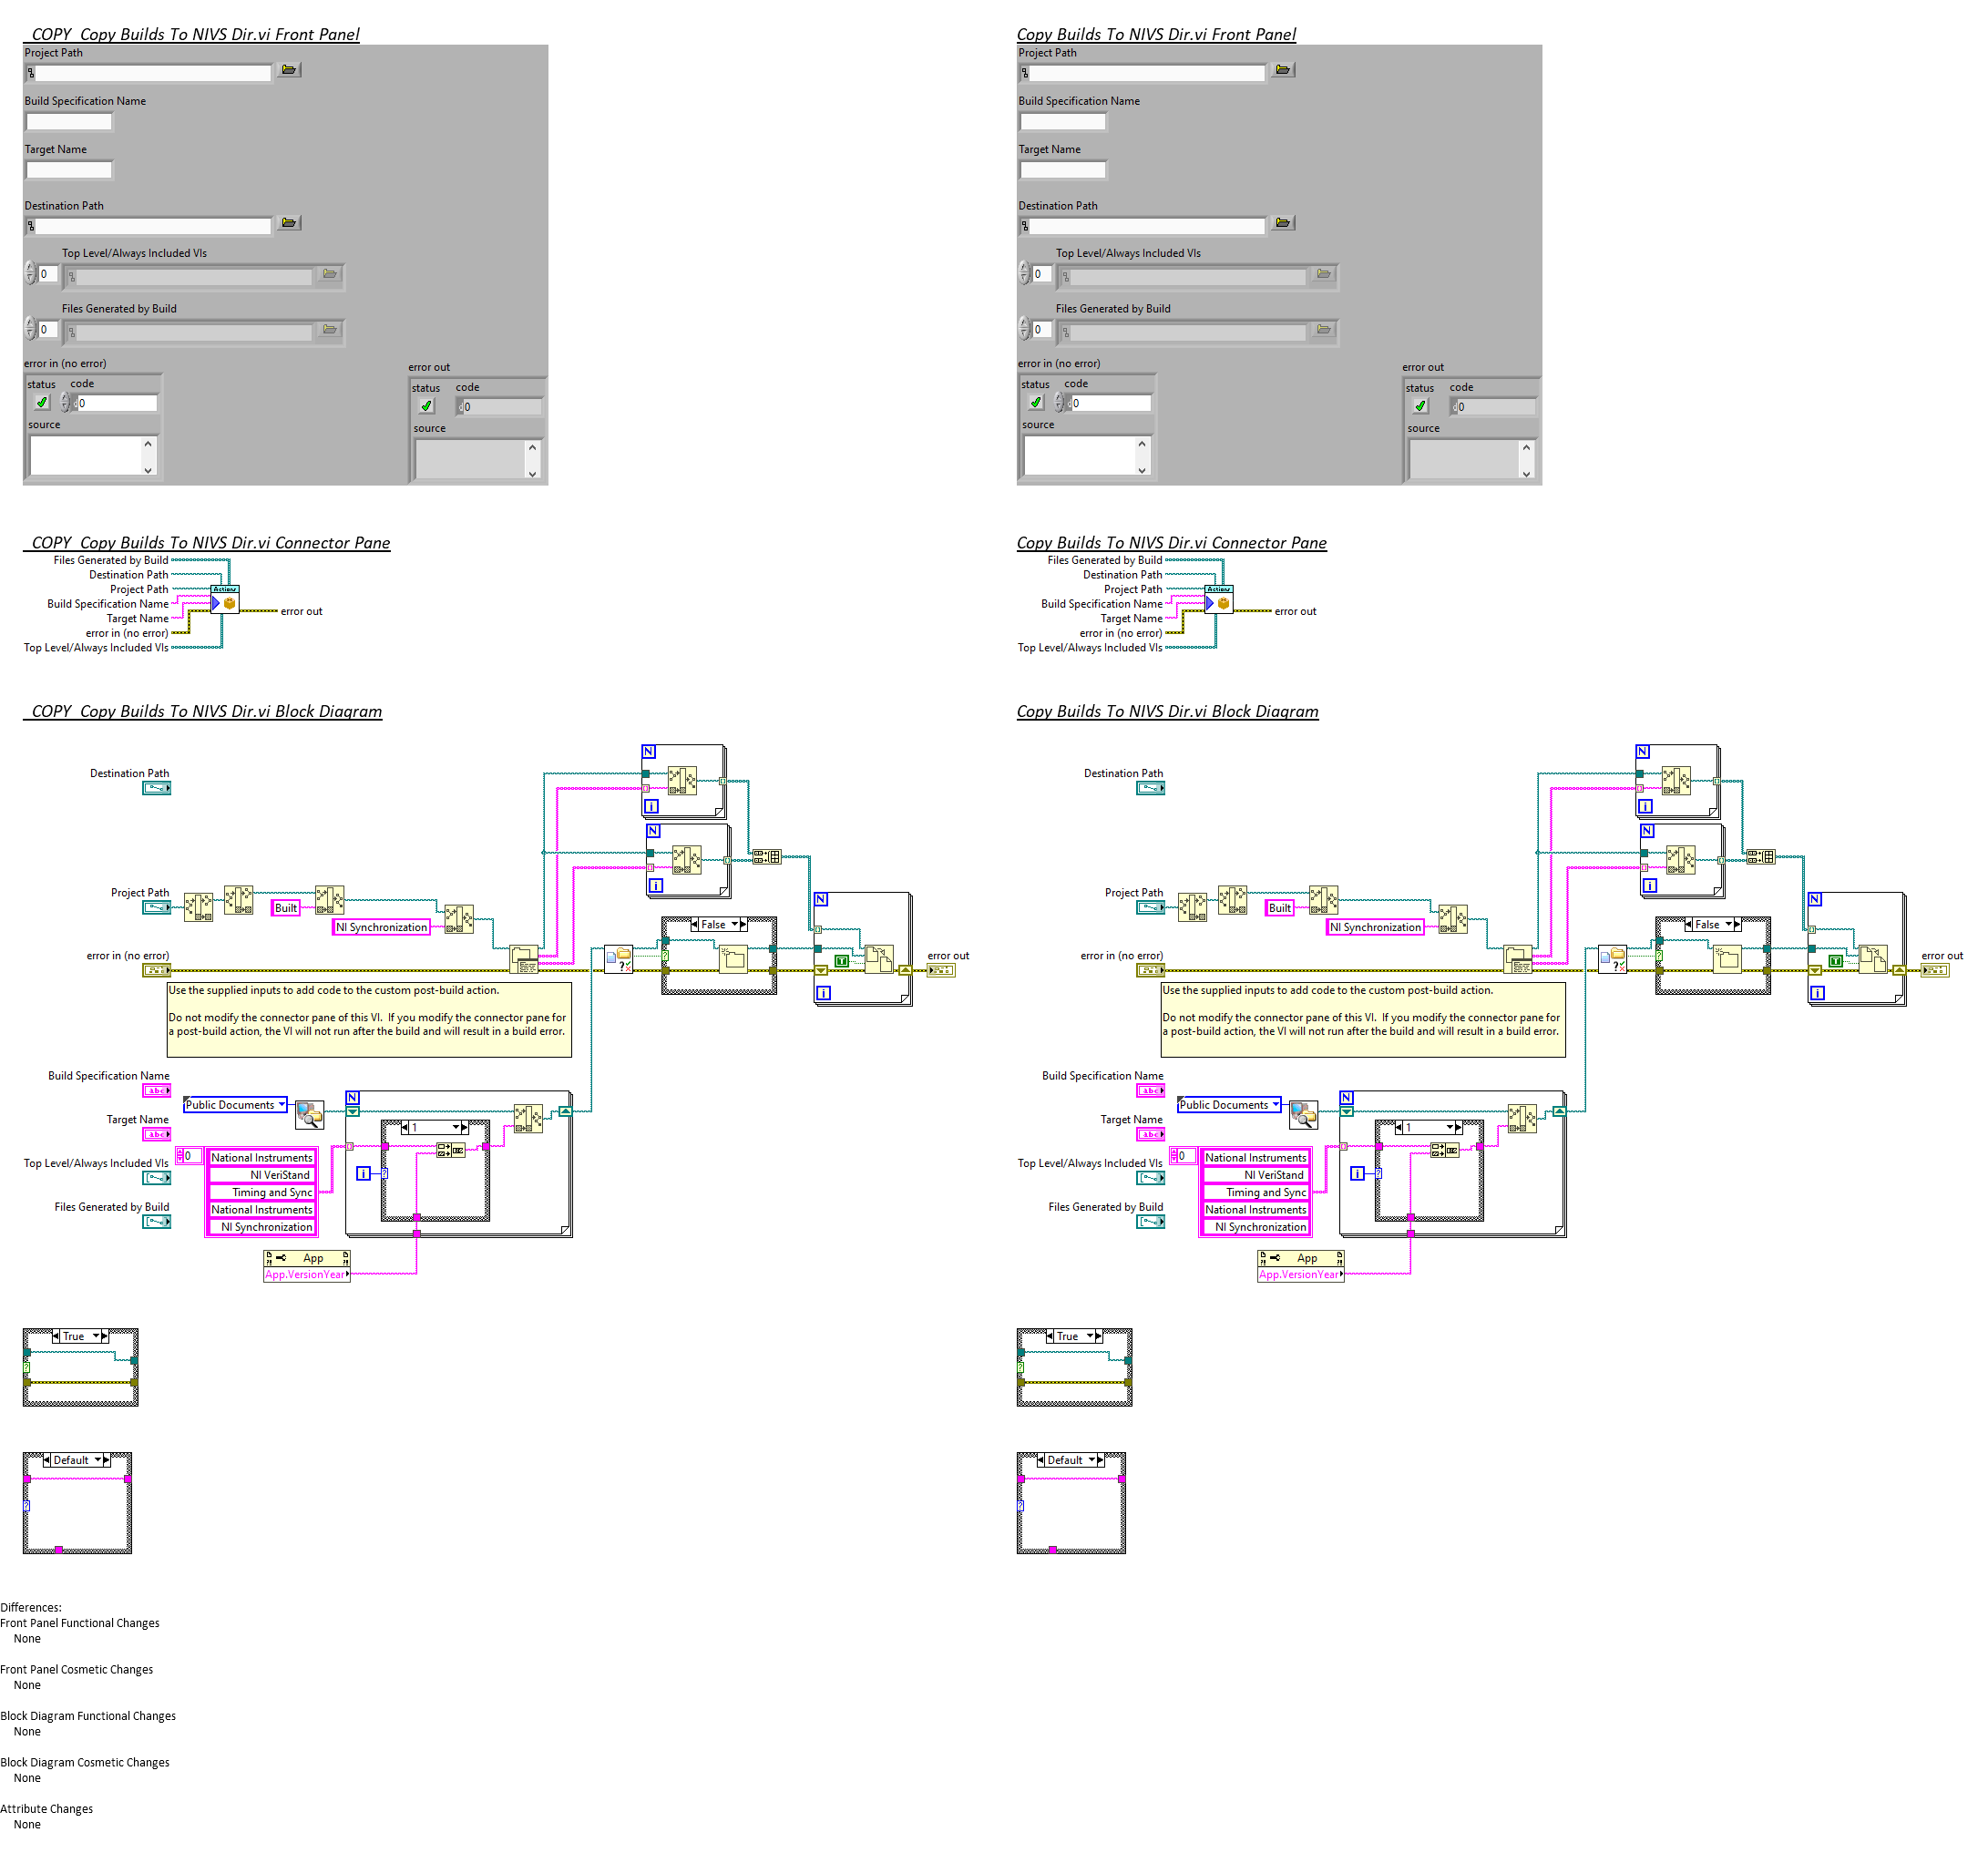 _COPY_Copy Builds To NIVS Dir.vi Front Panel
Project Path
Build Specification Name
Target Name
Destination Path
Top Level/Always Included VIs
0
Files Generated by Build
0
error in (no error)
status code
0
source
error out
status code
0
source
Copy Builds To NIVS Dir.vi Front Panel
Project Path
Build Specification Name
Target Name
Destination Path
Top Level/Always Included VIs
0
Files Generated by Build
0
error in (no error)
status code
0
source
error out
status code
0
source
_COPY_Copy Builds To NIVS Dir.vi Connector Pane
Files Generated by Build
Destination Path
Project Path
Build Specification Name
Target Name
error in (no error)
Top Level/Always Included VIs
Actions
error out
Copy Builds To NIVS Dir.vi Connector Pane
Files Generated by Build
Destination Path
Project Path
Build Specification Name
Target Name
error in (no error)
Top Level/Always Included VIs
Actions
error out
_COPY_Copy Builds To NIVS Dir.vi Block Diagram
N
i
N
i
Destination Path
Project Path
Built
NI Synchronization
False
N
T
i
error in (no error)
error out
Use the supplied inputs to add code to the custom post-build action.
Do not modify the connector pane of this VI.  If you modify the connector pane for
a post-build action, the VI will not run after the build and will result in a build error.
Build Specification Name
abc
Target Name
abc
Top Level/Always Included VIs
Files Generated by Build
Public Documents
0
National Instruments
NI VeriStand
Timing and Sync
National Instruments
NI Synchronization
N
1
i
App
App.VersionYear
True
Default
Copy Builds To NIVS Dir.vi Block Diagram
N
i
N
i
Destination Path
Project Path
Built
NI Synchronization
False
N
T
i
error in (no error)
error out
Use the supplied inputs to add code to the custom post-build action.
Do not modify the connector pane of this VI.  If you modify the connector pane for
a post-build action, the VI will not run after the build and will result in a build error.
Build Specification Name
abc
Target Name
abc
Top Level/Always Included VIs
Files Generated by Build
Public Documents
0
National Instruments
NI VeriStand
Timing and Sync
National Instruments
NI Synchronization
N
1
i
App
App.VersionYear
True
Default
Differences:
Front Panel Functional Changes
None
Front Panel Cosmetic Changes
None
Block Diagram Functional Changes
None
Block Diagram Cosmetic Changes
None
Attribute Changes
None